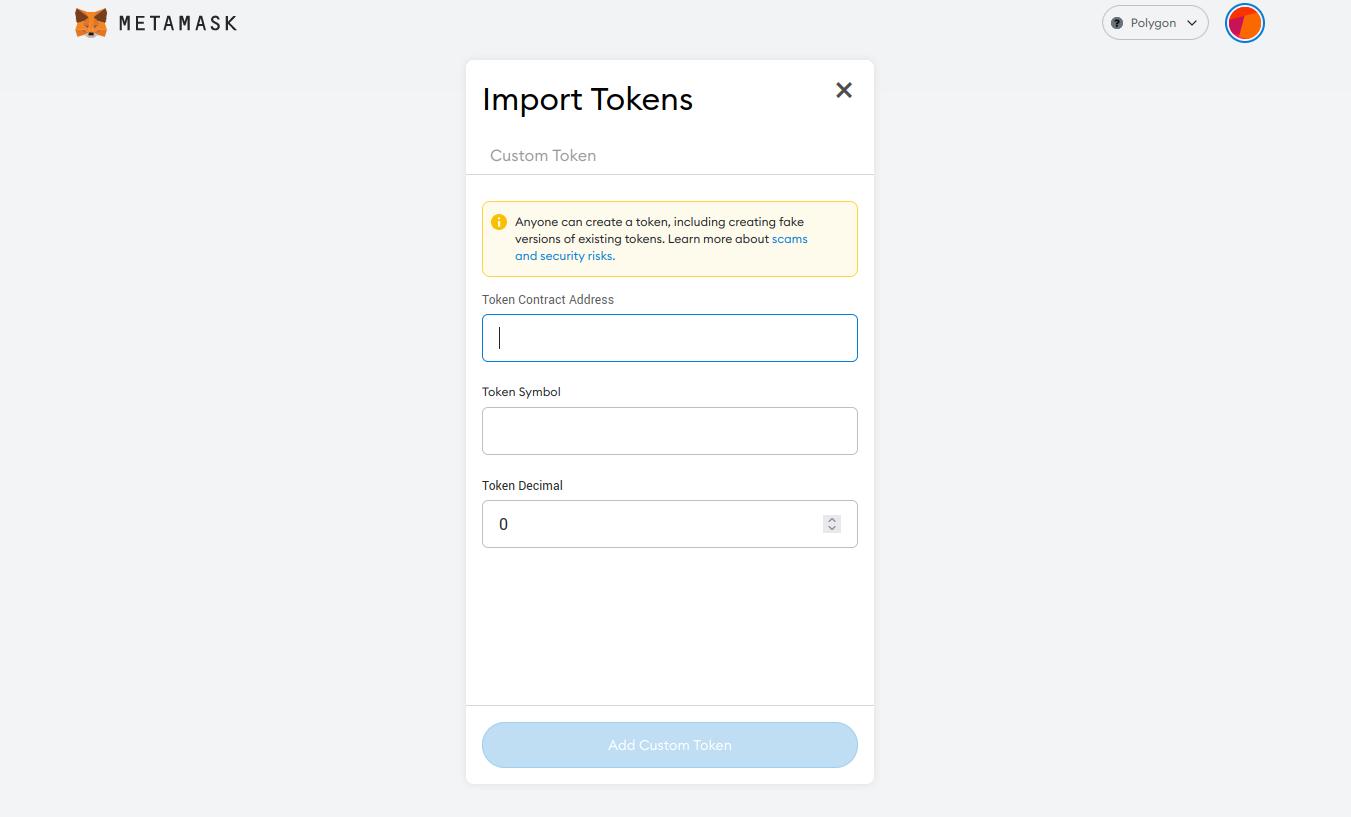 METAMASK
Polygon
Import Tokens
Custom Token
Anyone can create a token, including creating fake
versions of existing tokens. Learn more about scams
and security risks.
Token Contract Address
Token Symbol
Token Decimal
0
Add Custom Token